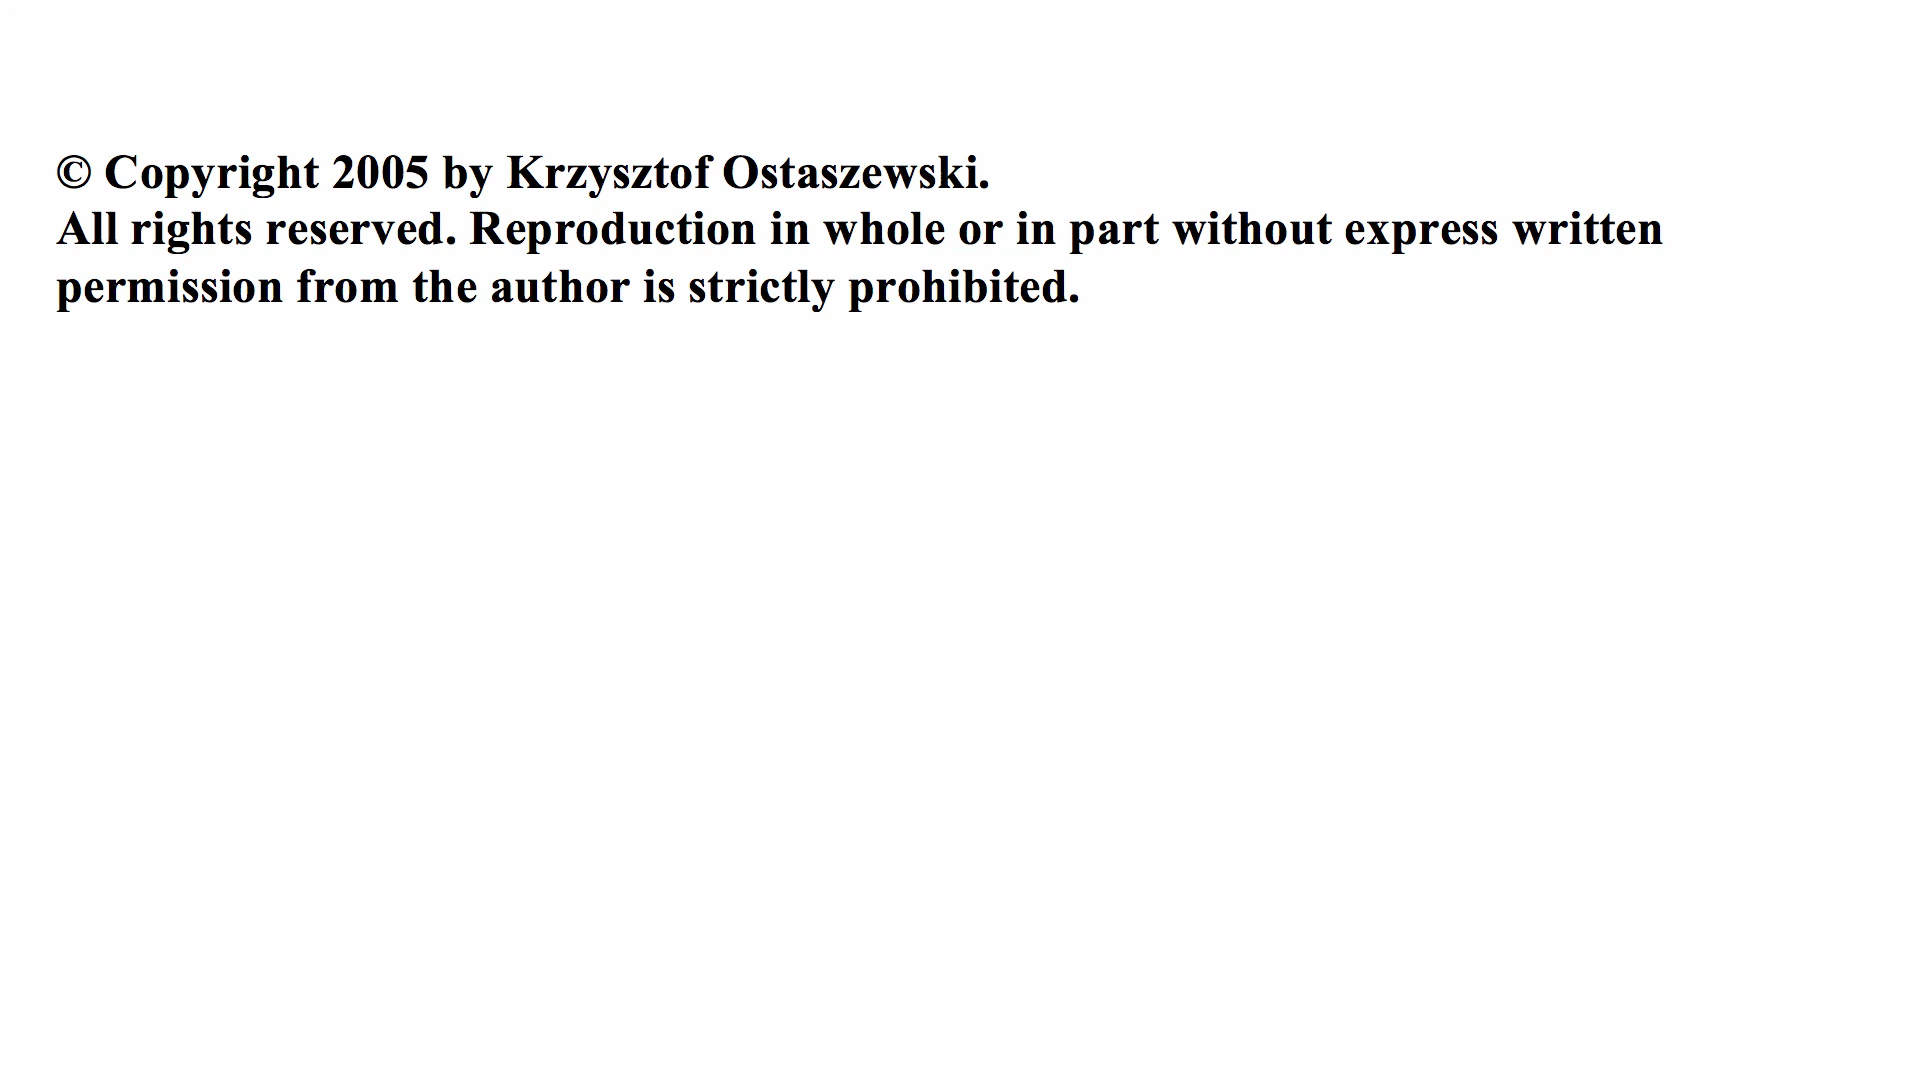 © Copyright 2005 by Krzysztof Ostaszewski.
All rights reserved. Reproduction in whole or in part without express written
permission from the author is strictly prohibited.